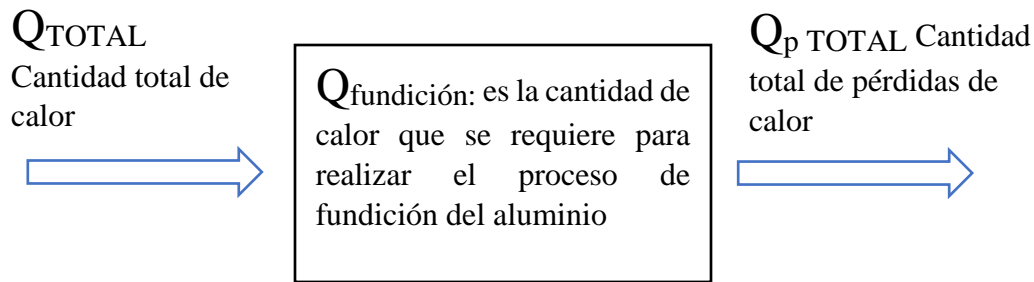 QTOTAL
Cantidad total de
calor
Qfundición: es la cantidad de
calor que se requiere para
realizar el proceso de
fundición del aluminio
Qp TOTAL Cantidad
total de pérdidas de
calor